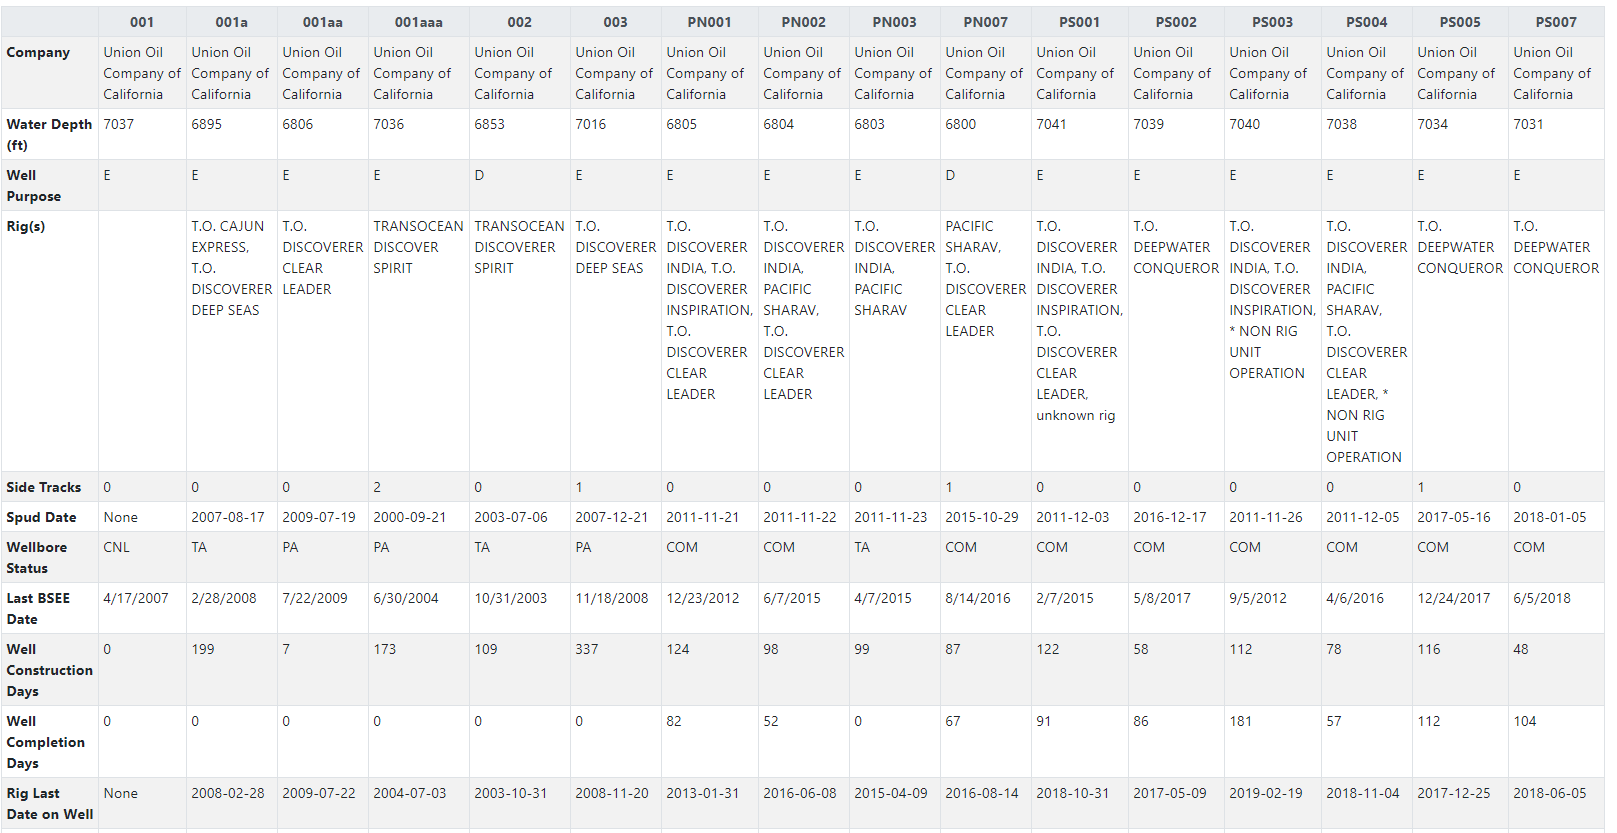 001 001a 001aa 001aaa 002 003 PN001 PN002 PN003 PN007 PS001 PS002 PS003 PS004 PS005 PS007
Company Union Oil Union Oil Union Oil Union Oil Union Oil Union Oil Union Oil Union Oil Union Oil Union Oil Union Oil Union Oil Union Oil Union Oil Union Oil Union Oil
Company of Company of Company of Company of Company of Company of Company of Company of Company of Company of Company of Company of Company of Company of Company of Company of
California California California California California California California California California California California California California California California California
Water Depth 7037 6895 6806 7036 6853 7016 6805 6804 6803 6800 7041 7039 7040 7038 7034 7031
(ft)
Well E E E E D E E E E D E E E E E E
Purpose
Rig(s) T.O. CAJUN T.O. TRANSOCEAN TRANSOCEAN T.O. T.O. T.O. T.O. PACIFIC T.O. T.O. T.O. T.O. T.O. T.O.
EXPRESS, DISCOVERER DISCOVER DISCOVERER DISCOVERER DISCOVERER DISCOVERER DISCOVERER SHARAV, DISCOVERER DEEPWATER DISCOVERER DISCOVERER DEEPWATER DEEPWATER
T.O. CLEAR SPIRIT SPIRIT DEEP SEAS INDIA, T.O. INDIA, INDIA, T.O. INDIA, T.O. CONQUEROR INDIA, T.O. INDIA, CONQUEROR CONQUEROR
DISCOVERER LEADER DISCOVERER PACIFIC PACIFIC DISCOVERER DISCOVERER DISCOVERER PACIFIC
DEEP SEAS INSPIRATION, SHARAV, SHARAV CLEAR INSPIRATION, INSPIRATION, SHARAV,
T.O. T.O. LEADER T.O. * NON RIG T.O.
DISCOVERER DISCOVERER DISCOVERER UNIT DISCOVERER
CLEAR CLEAR CLEAR OPERATION CLEAR
LEADER LEADER LEADER, LEADER, *
unknown rig NON RIG
UNIT
OPERATION
Side Tracks 0 0 0 2 0 1 0 0 0 1 0 0 0 0 1 0
Spud Date None 2007-08-17 2009-07-19 2000-09-21 2003-07-06 2007-12-21 2011-11-21 2011-11-22 2011-11-23 2015-10-29 2011-12-03 2016-12-17 2011-11-26 2011-12-05 2017-05-16 2018-01-05
Wellbore CNL TA PA PA TA PA COM COM TA COM COM COM COM COM COM COM
Status
Last BSEE 4/17/2007 2/28/2008 7/22/2009 6/30/2004 10/31/2003 11/18/2008 12/23/2012 6/7/2015 4/7/2015 8/14/2016 2/7/2015 5/8/2017 9/5/2012 4/6/2016 12/24/2017 6/5/2018
Date
Well 0 199 7 173 109 337 124 98 99 87 122 58 112 78 116 48
Construction
Days
Well 0 0 0 0 0 0 82 52 0 67 91 86 181 57 112 104
Completion
Days
Rig Last None 2008-02-28 2009-07-22 2004-07-03 2003-10-31 2008-11-20 2013-01-31 2016-06-08 2015-04-09 2016-08-14 2018-10-31 2017-05-09 2019-02-19 2018-11-04 2017-12-25 2018-06-05
Date on Well